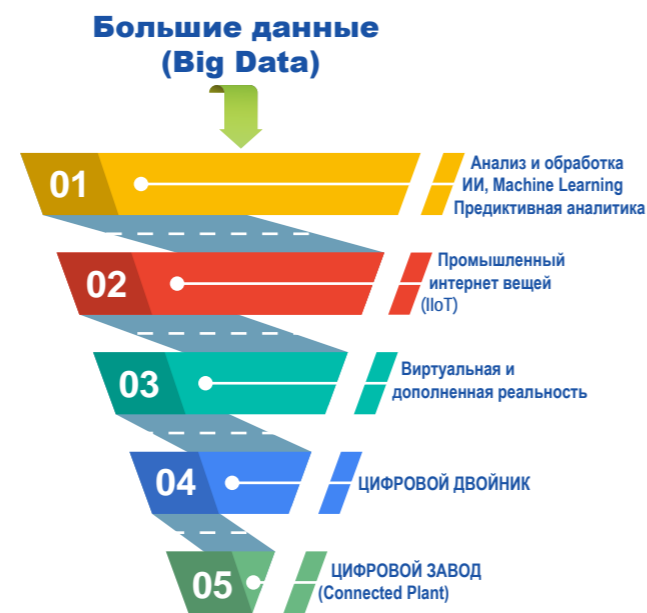 Большие данные
(Big Data)
01
Анализ и обработка
ИИ, Machine Learning
Предиктивная аналитика
02
Промышленный
интернет вещей
(IIoT)
03
Виртуальная и
дополненная реальность
04
ЦИФРОВОЙ ДВОЙНИК
05
ЦИФРОВОЙ ЗАВОД
(Connected Plant)